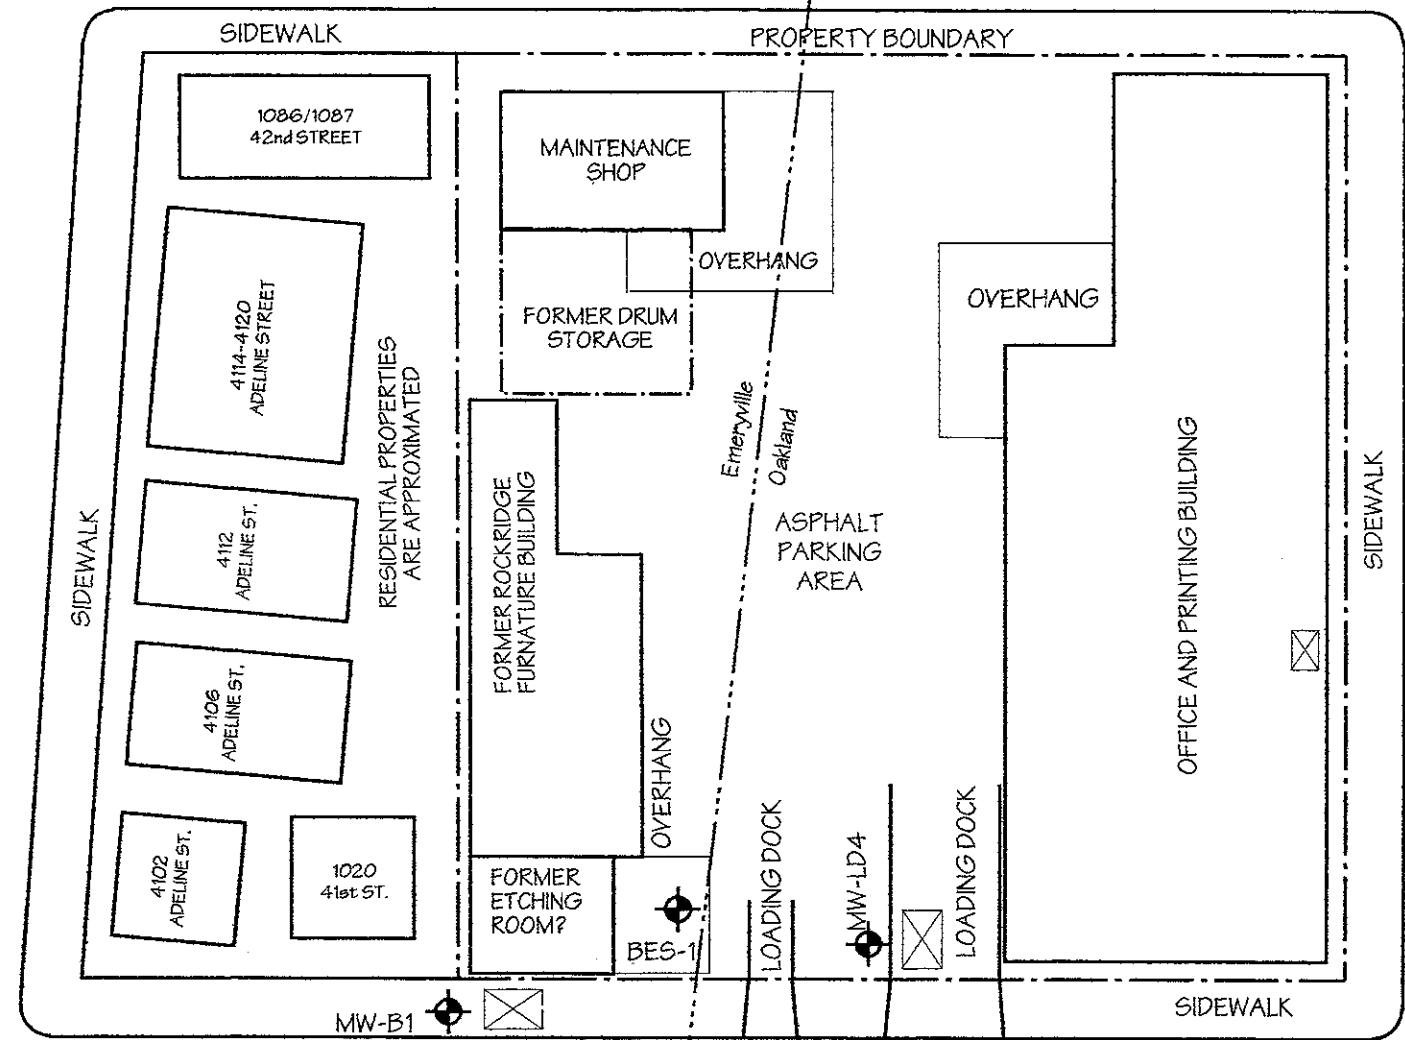 SIDEWALK
PROPERTY BOUNDARY
1086/1087
42nd STREET
MAINTENANCE
SHOP
OVERHANG
FORMER DRUM
STORAGE
OVERHANG
4114-4120
ADELINE STREET
RESIDENTIAL PROPERTIES
ARE APPROXIMATED
Emeryville
Oakland
ASPHALT
PARKING
AREA
FORMER ROCKRIDGE
FURNATURE BUILDING
OFFICE AND PRINTING BUILDING
SIDEWALK
SIDEWALK
4112
ADELINE ST.
4106
ADELINE ST.
OVERHANG
4102
ADELINE ST.
1020
41st ST.
FORMER
ETCHING
ROOM?
BES-1
LOADING DOCK
MW-LD4
LOADING DOCK
MW-B1
SIDEWALK